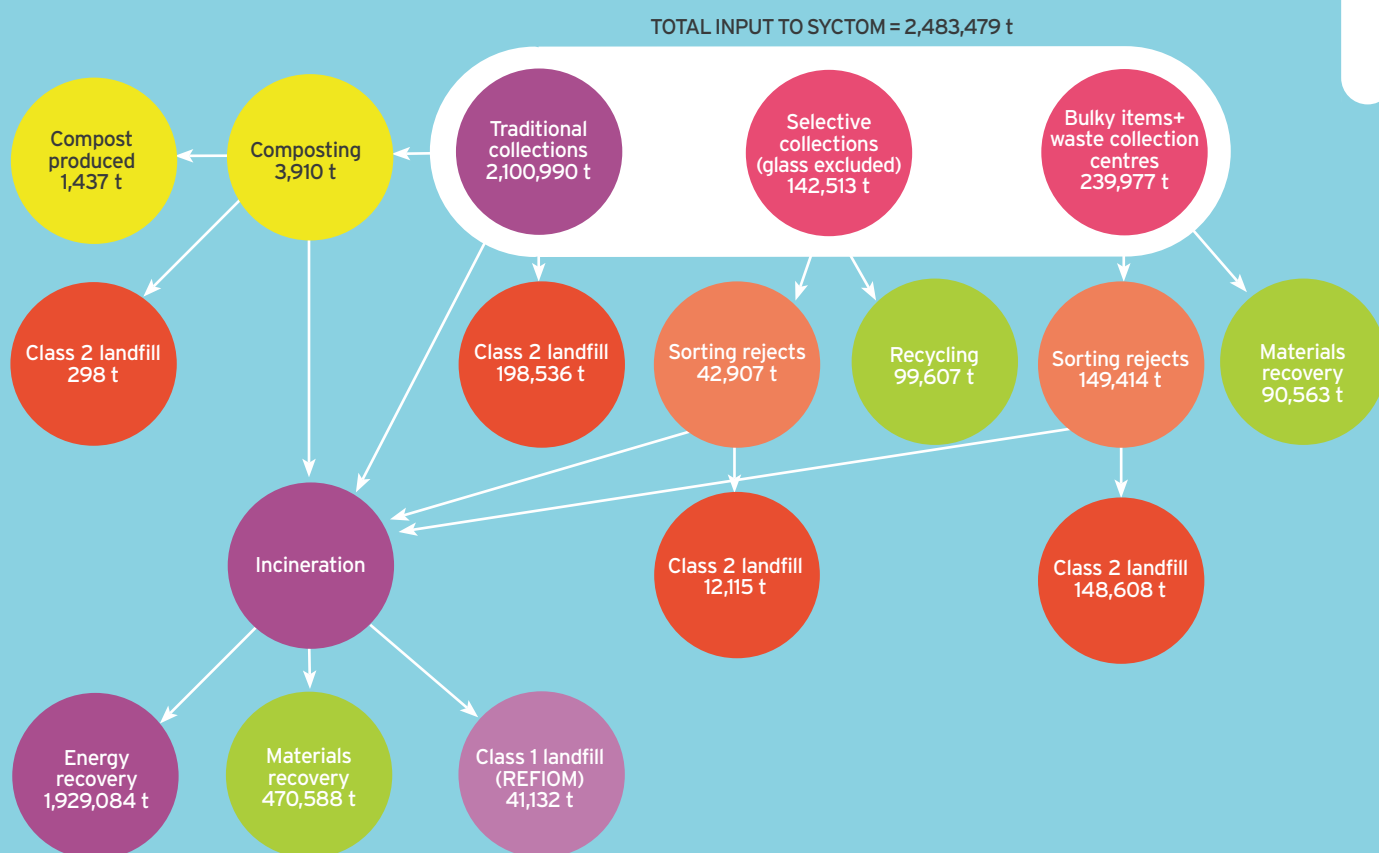 TOTAL INPUT TO SYCTOM = 2,483,479 t
Compost
produced
1,437 t
Composting
3,910 t
Traditional
collections
2,100,990 t
Selective
collections
(glass excluded)
142,513 t
Bulky items+
waste collection
centres
239,977 t
Class 2 landfill
298 t
Class 2 landfill
198,536 t
Sorting rejects
42,907 t
Recycling
99,607 t
Sorting rejects
149,414 t
Materials
recovery
90,563 t
Incineration
Class 2 landfill
12,115 t
Class 2 landfill
148,608 t
Energy
recovery
1,929,084 t
Materials
recovery
470,588 t
Class 1 landfill
(REFIOM)
41,132 t